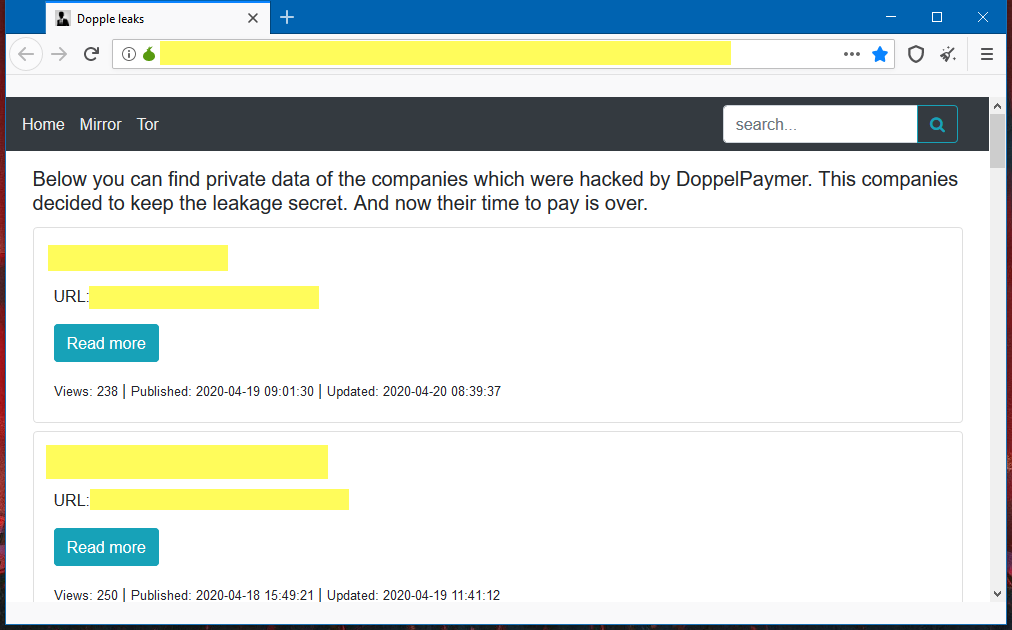 Dopple leaks
Home Mirror Tor
search...
Below you can find private data of the companies which were hacked by DoppelPaymer. This companies
decided to keep the leakage secret. And now their time to pay is over.
URL:
Read more
Views: 238 | Published: 2020-04-19 09:01:30 | Updated: 2020-04-20 08:39:37
URL:
Read more
Views: 250 | Published: 2020-04-18 15:49:21 | Updated: 2020-04-19 11:41:12